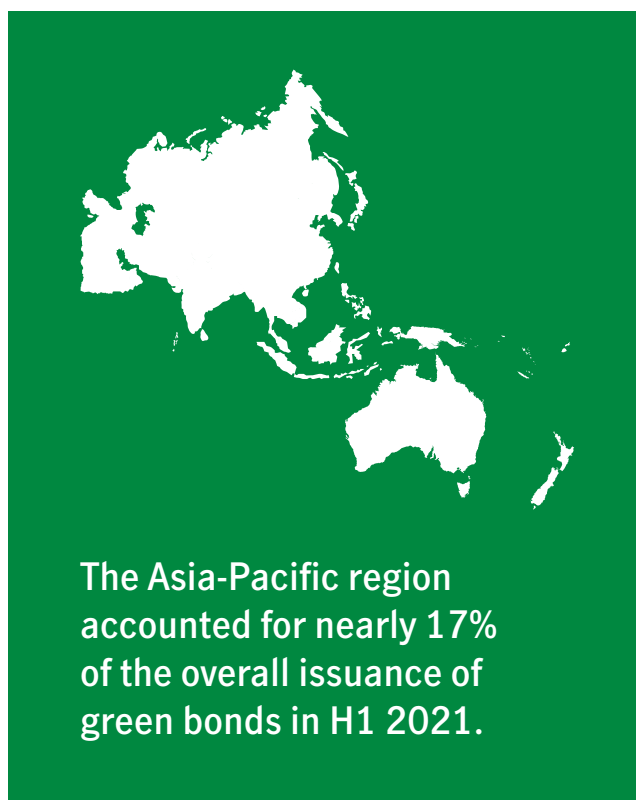 The Asia-Pacific region
accounted for nearly 17%
of the overall issuance of
green bonds in H1 2021.